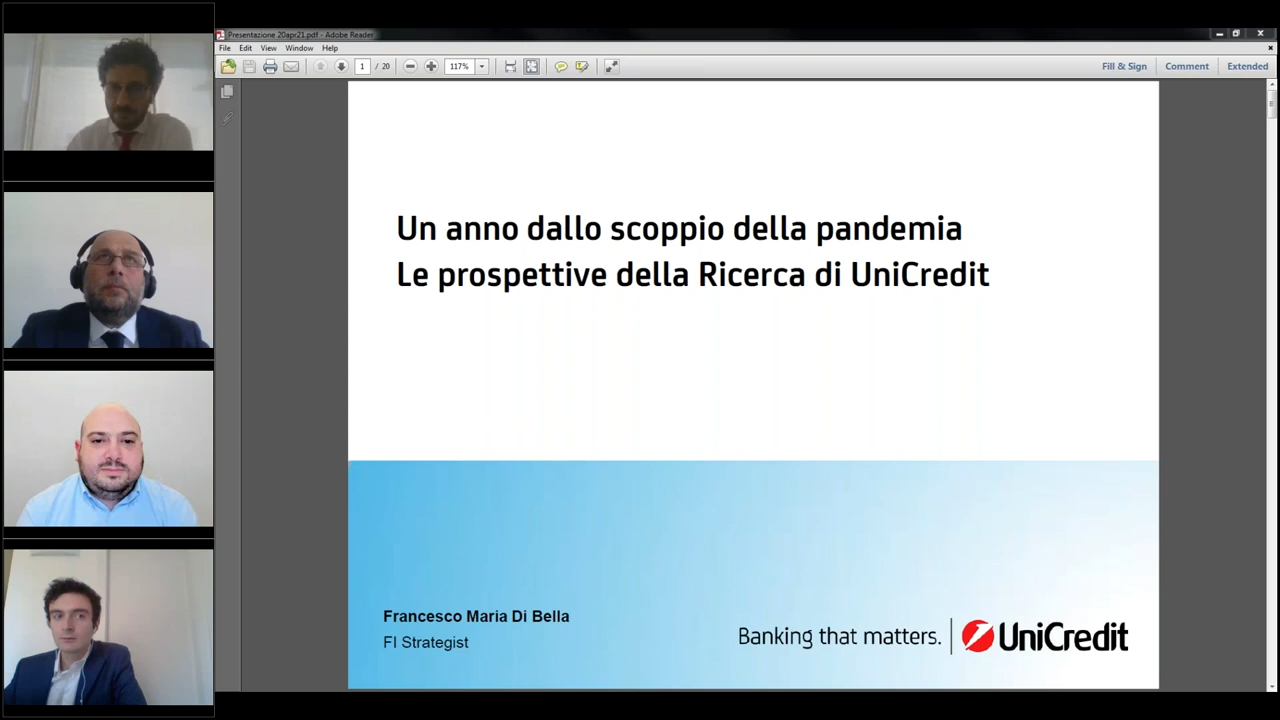 Presentazione 20apr21.pdf - Adobe Reader
File Edit View Window Help
1 / 20 117% Fill & Sign Comment Extended
Un anno dallo scoppio della pandemia
Le prospettive della Ricerca di UniCredit
Francesco Maria Di Bella
FI Strategist
Banking that matters. UniCredit